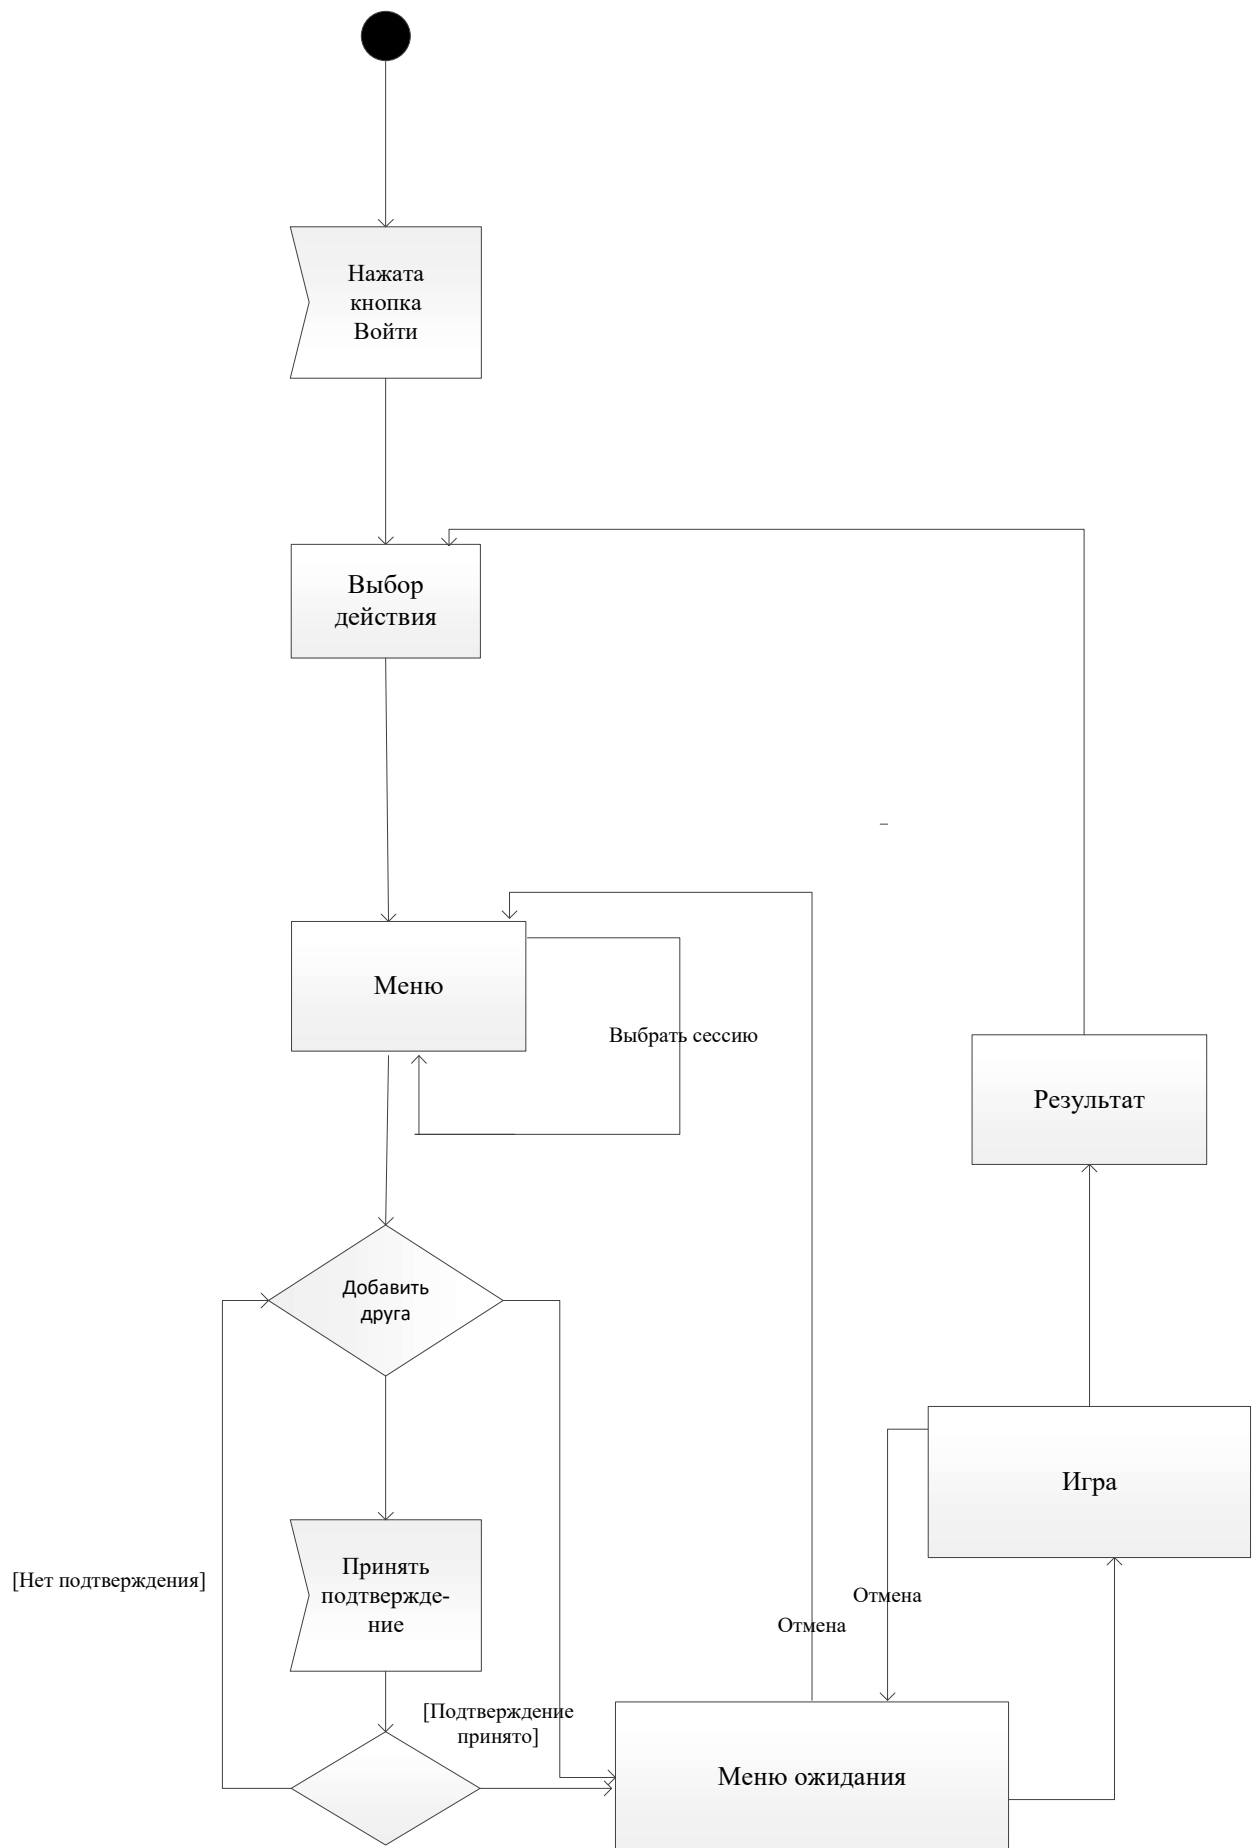 Нажата
кнопка
Войти
Выбор
действия
Меню
Выбрать сессию
Результат
Добавить
друга
Игра
[Нет подтверждения]
Принять
подтвержде-
ние
Отмена
Отмена
[Подтверждение
принято]
Меню ожидания